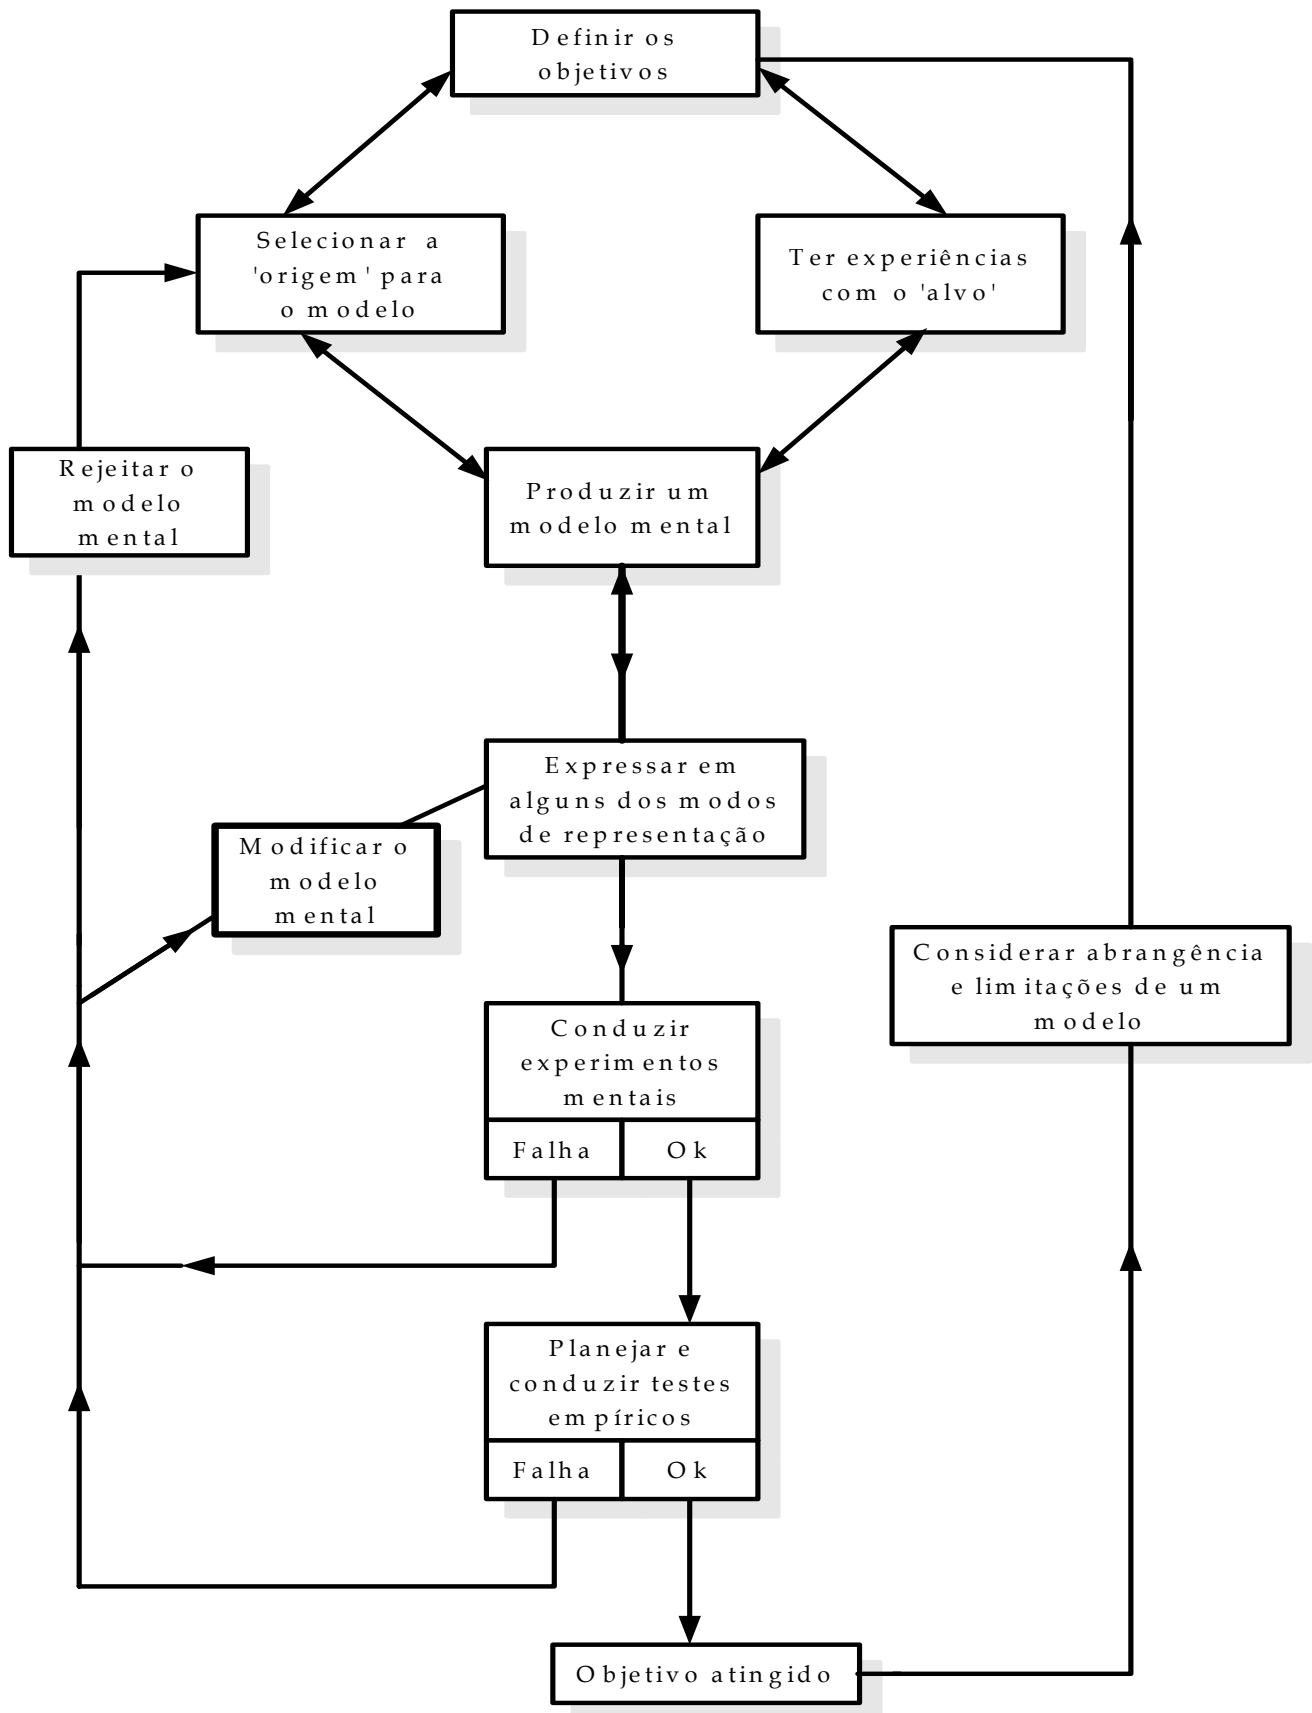 Definir os
objetivos
Selecionar a
'origem' para
o modelo
Ter experiências
com o 'alvo'
Rejeitar o
modelo
mental
Produzir um
modelo mental
Expressar em
alguns dos modos
de representação
Modificar o
modelo
mental
Considerar abrangência
e limitações de um
modelo
Conduzir
experimentos
mentais
Falha
Ok
Planejar e
conduzir testes
empíricos
Falha
Ok
Objetivo atingido